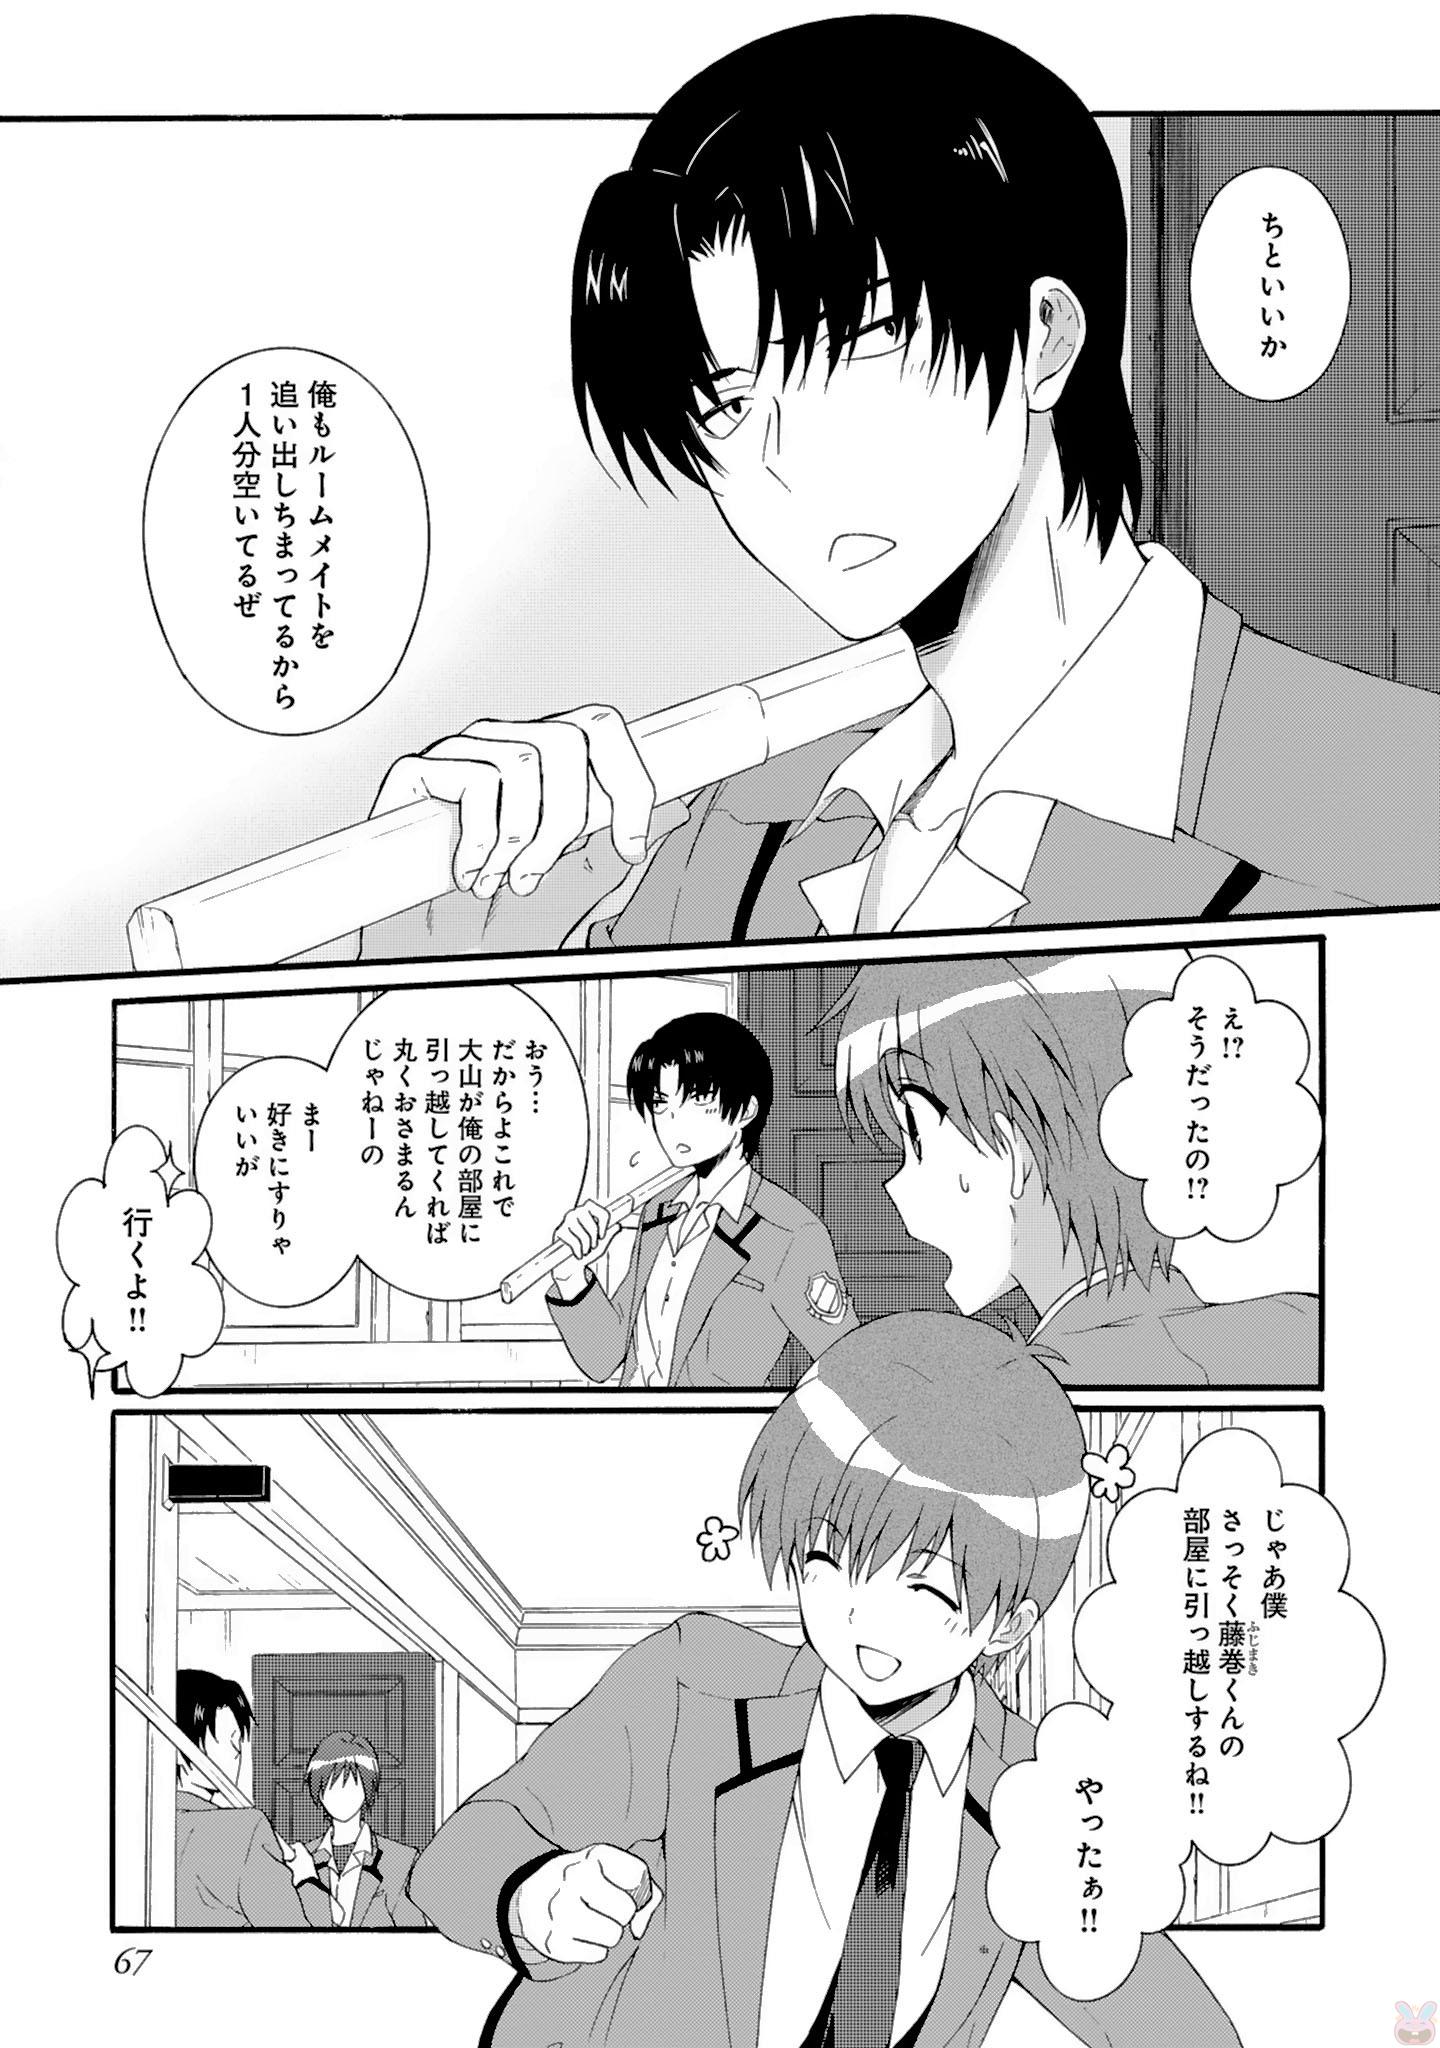 ちといいか
俺もルームメイトを
追い出しちまってるから
1人分空いてるぜ
え!?
そうだったの!?
おう…
だからよこれで
大山が俺の部屋に
引っ越してくれば
丸くおさまるん
じゃねーの
まー
好きにすりゃ
いいが
行くよ!!
じゃあ僕
さっそく藤巻くんの
ふじまき
部屋に引っ越しするね!!
やったぁ!!
67